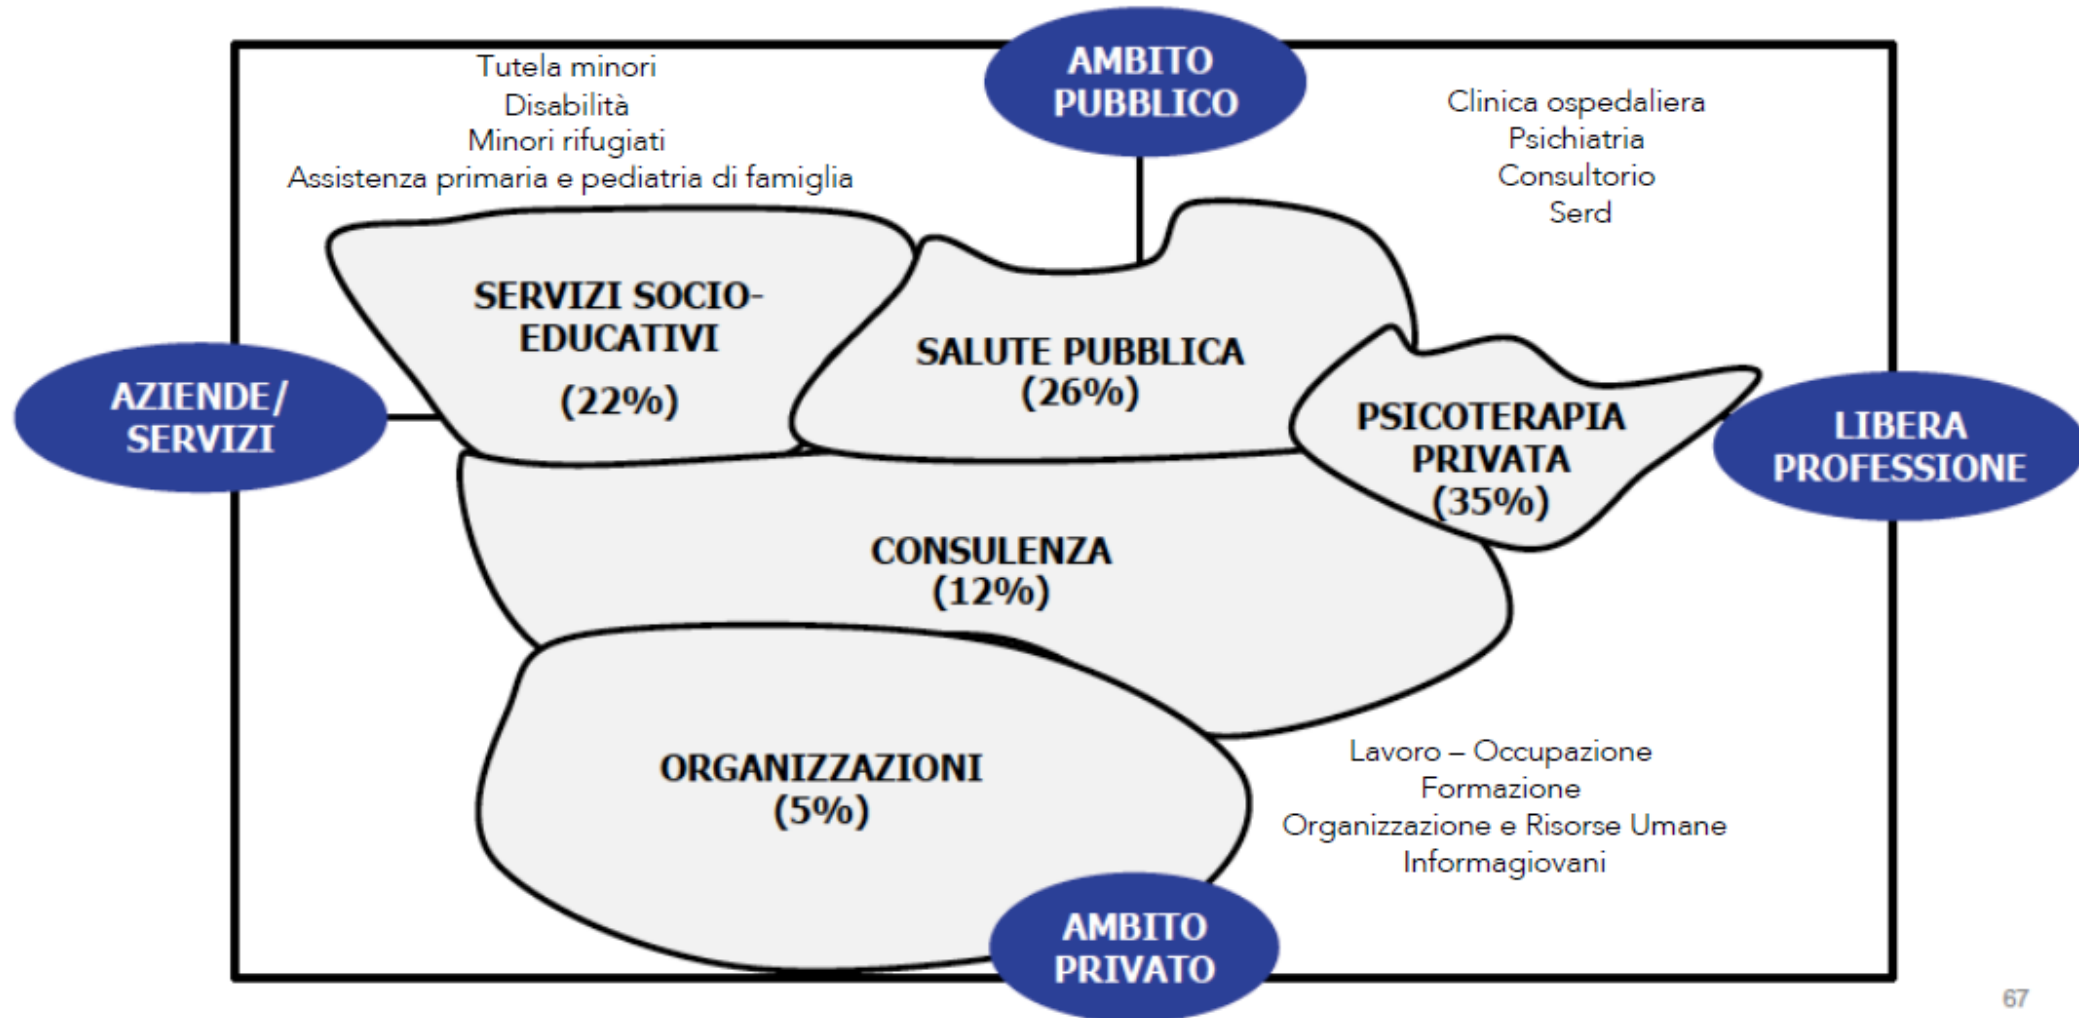 AMBITO
PUBBLICO
Tutela minori
Disabilità
Minori rifugiati
Assistenza primaria e pediatria di famiglia
Clinica ospedaliera
Psichiatria
Consultorio
Serd
SERVIZI SOCIO-
EDUCATIVI
(22%)
SALUTE PUBBLICA
(26%)
AZIENDE/
SERVIZI
PSICOTERAPIA
PRIVATA
(35%)
LIBERA
PROFESSIONE
CONSULENZA
(12%)
ORGANIZZAZIONI
(5%)
Lavoro – Occupazione
Formazione
Organizzazione e Risorse Umane
Informagiovani
AMBITO
PRIVATO
67